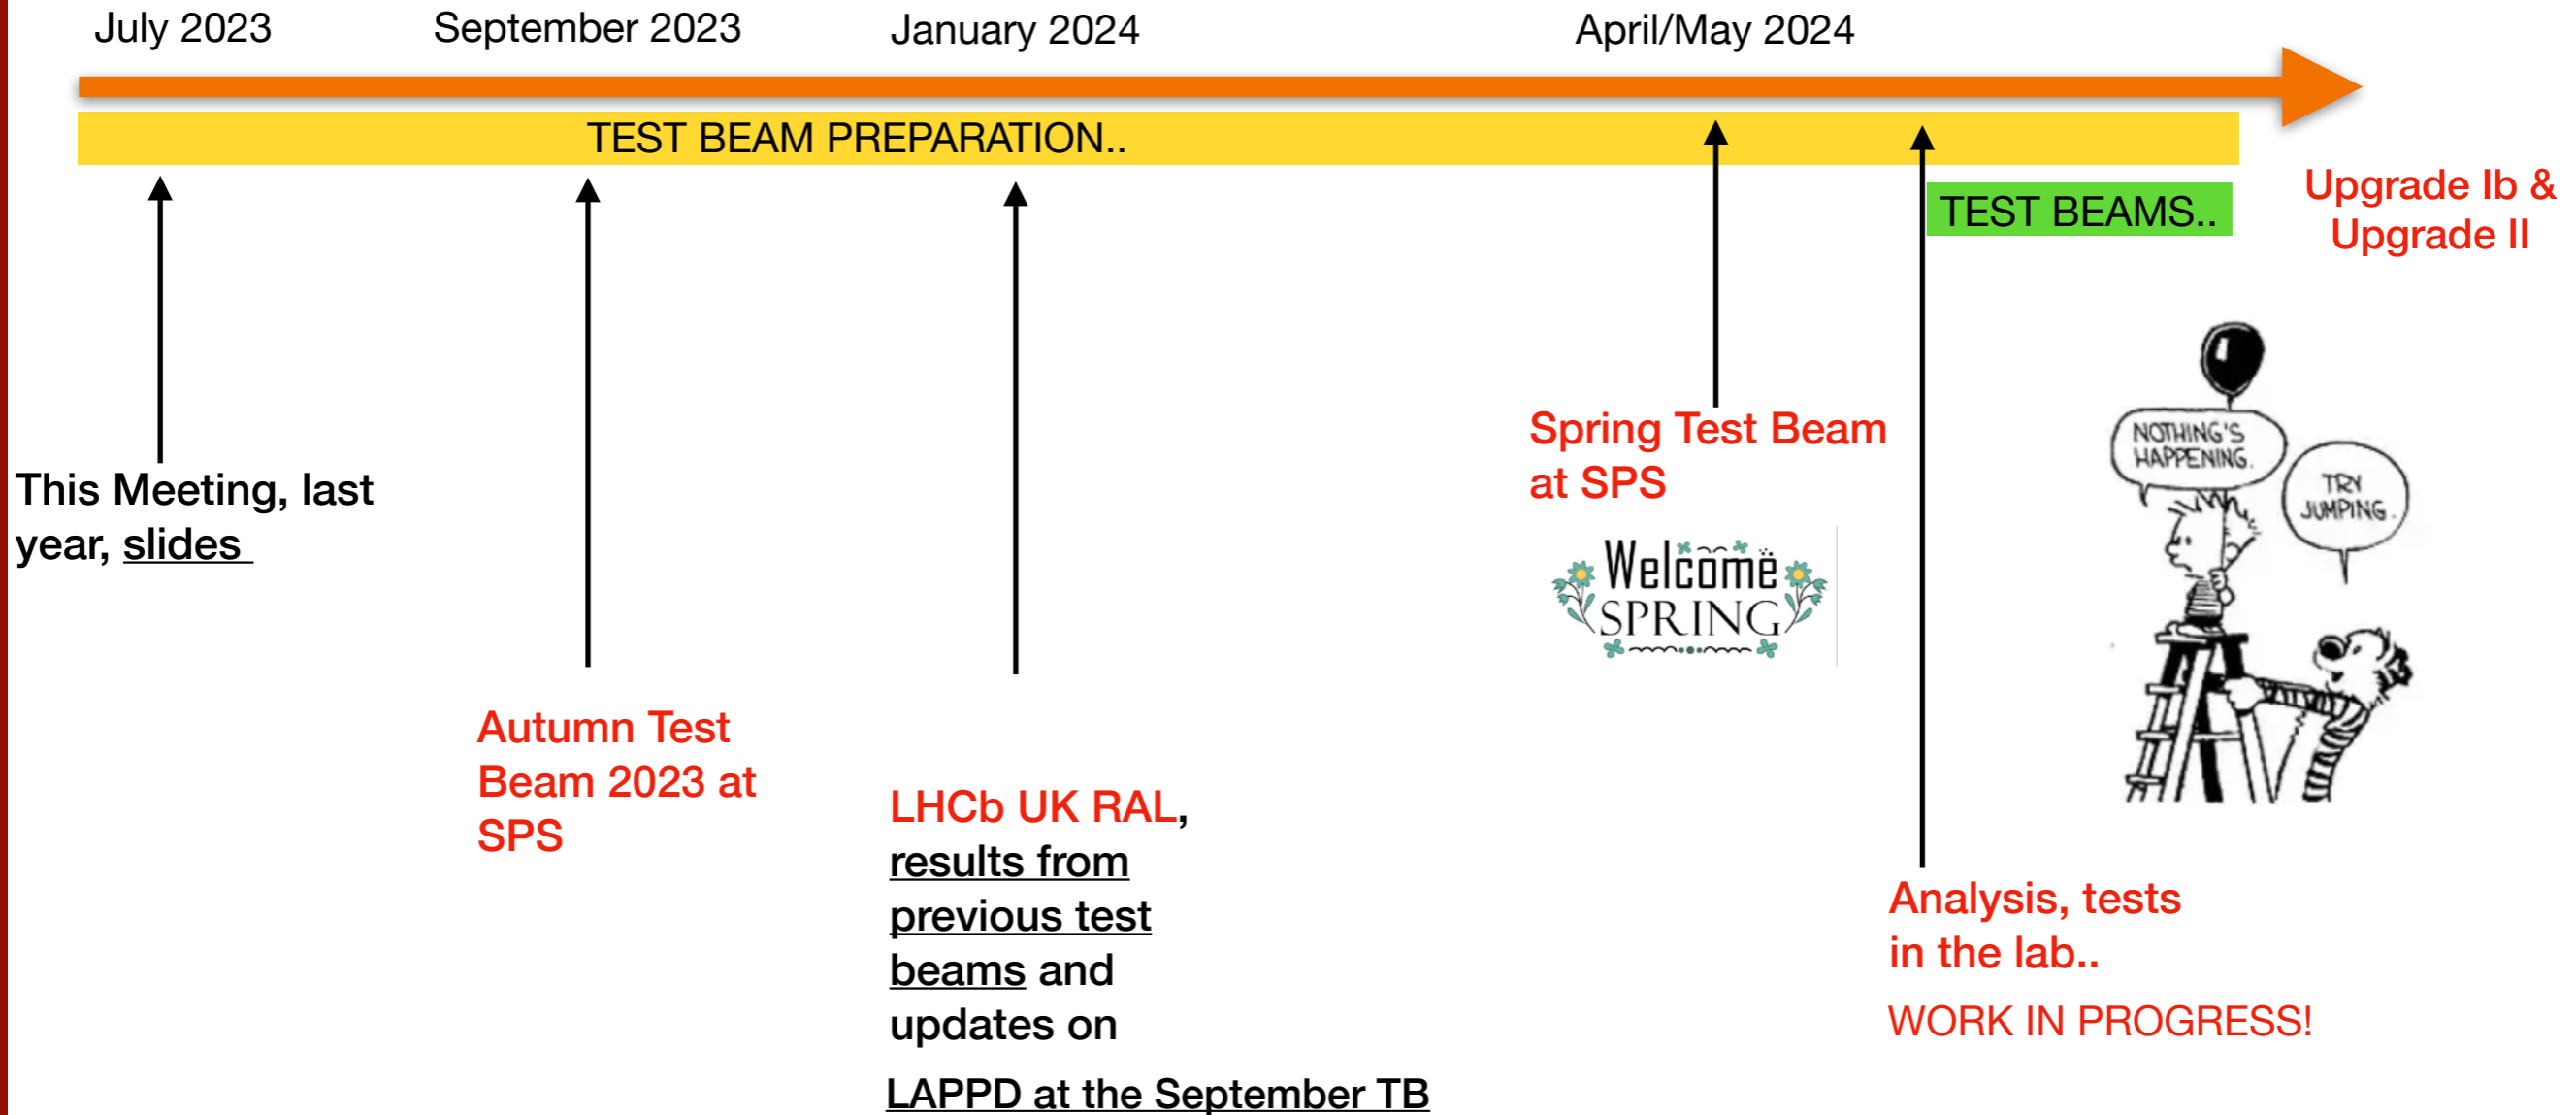 July 2023
September 2023
January 2024
April/May 2024
TEST BEAM PREPARATION..
TEST BEAMS..
Upgrade Ib &
Upgrade II
This Meeting, last
year, slides
Autumn Test
Beam 2023 at
SPS
LHCb UK RAL,
results from
previous test
beams and
updates on
LAPPD at the September TB
Spring Test Beam
at SPS
Welcome
SPRING
NOTHING'S
HAPPENING.
TRY
JUMPING.
Analysis, tests
in the lab..
WORK IN PROGRESS!